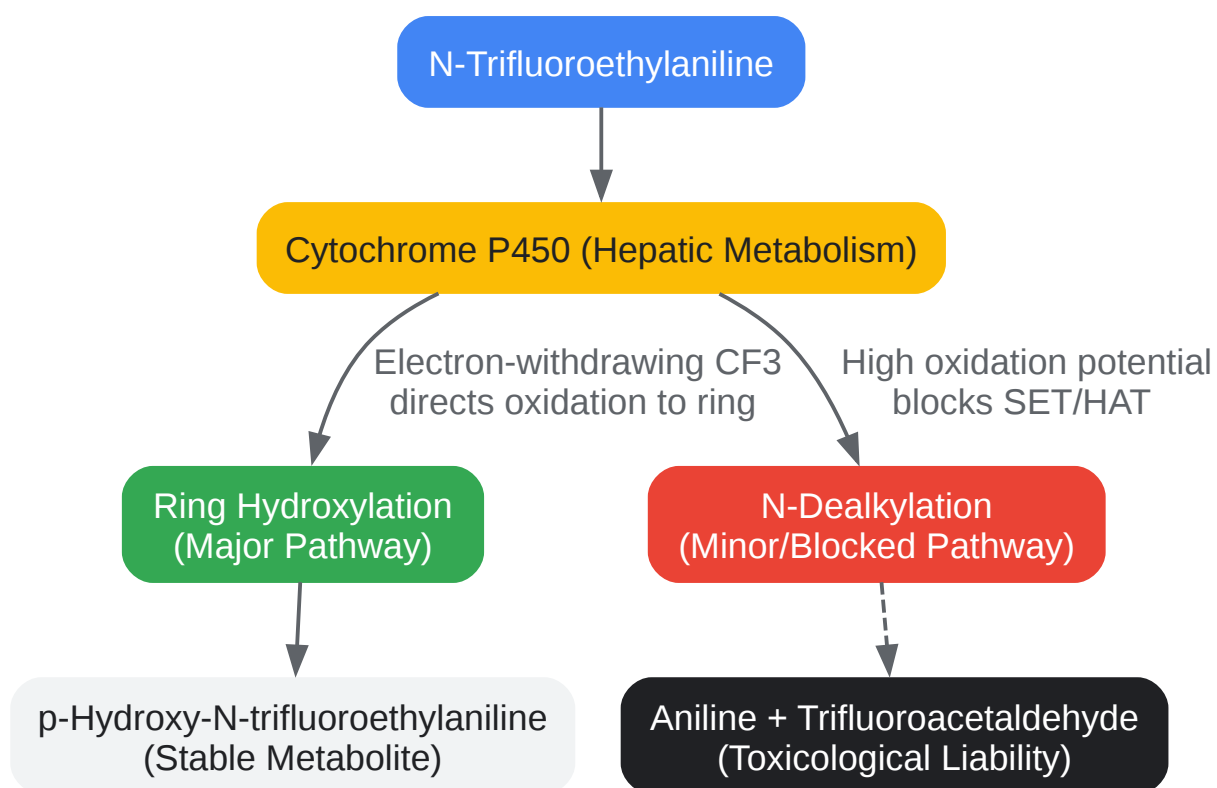 N-Trifluoroethylaniline
Cytochrome P450 (Hepatic Metabolism)
Electron-withdrawing CF3
directs oxidation to ring
High oxidation potential
blocks SET/HAT
Ring Hydroxylation
(Major Pathway)
N-Dealkylation
(Minor/Blocked Pathway)
p-Hydroxy-N-trifluoroethylaniline
(Stable Metabolite)
Aniline + Trifluoroacetaldehyde
(Toxicological Liability)